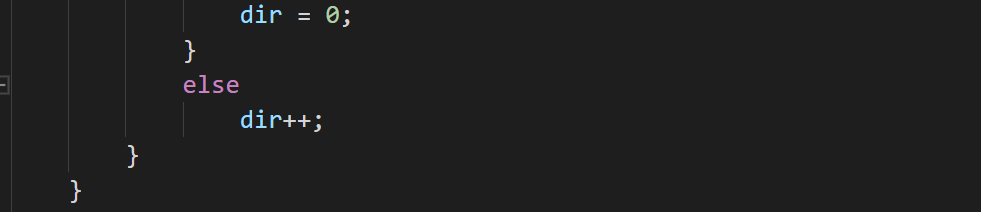 dir = 0;
}
else
dir++;
}
}